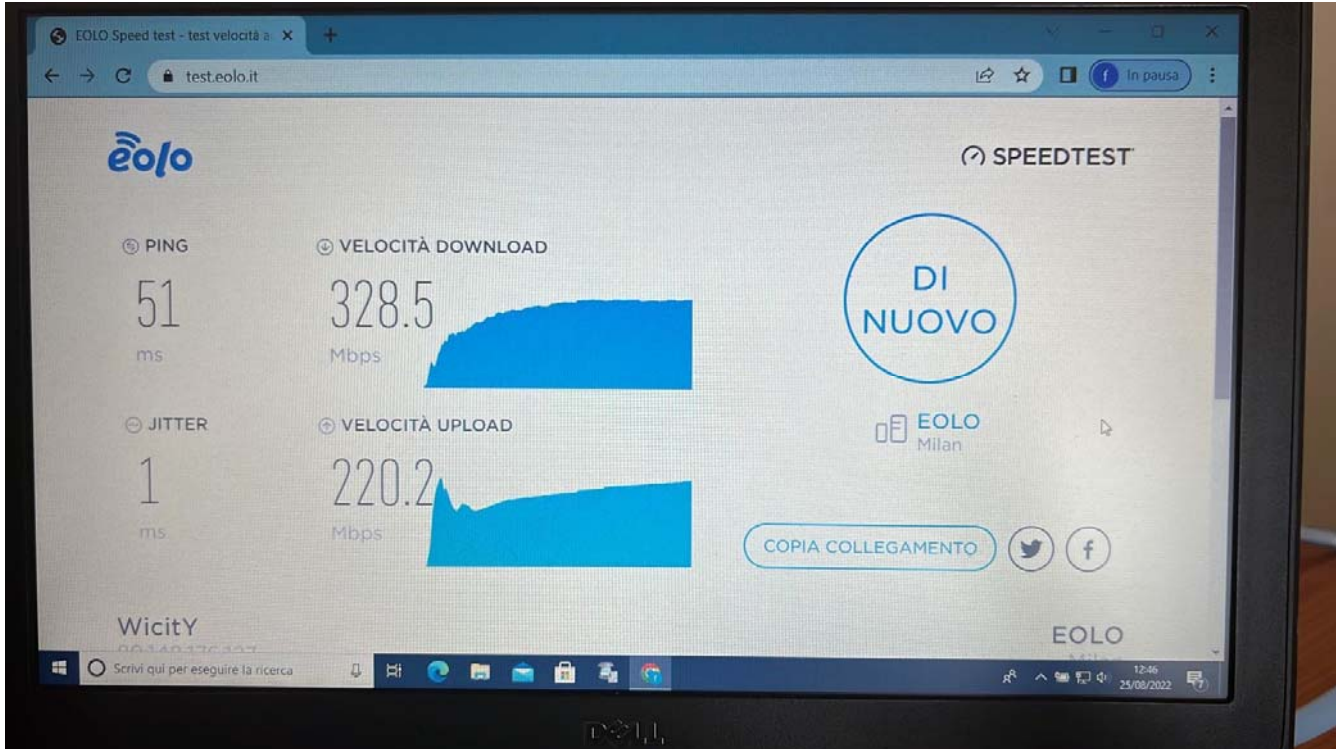 EOLO Speed test - test velocità a
test.eolo.it
In pausa
eolo
SPEEDTEST
PING
51
ms
VELOCITÀ DOWNLOAD
328.5
Mbps
DI
NUOVO
JITTER
1
ms
VELOCITÀ UPLOAD
220.2
Mbps
EOLO
Milan
COPIA COLLEGAMENTO
WicitY
EOLO
Scrivi qui per eseguire la ricerca
12:46
25/08/2022
DELL